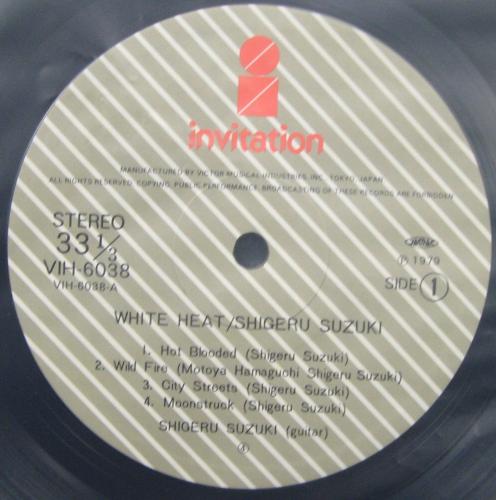 invitation
MANUFACTURED BY VICTOR MUSICAL INDUSTRIES, INC., TOKYO, JAPAN
ALL RIGHTS RESERVED. COPYING, PUBLIC PERFORMANCE, BROADCASTING OF THESE RECORDS ARE FORBIDDEN
STEREO
33 1/3
VIH-6038
VIH-6038-A
Ⓟ 1979
SIDE 1
WHITE HEAT/SHIGERU SUZUKI
1. Hot Blooded (Shigeru Suzuki)
2. Wild Fire (Motoya Hamaguchi Shigeru Suzuki)
3. City Streets (Shigeru Suzuki)
4. Moonstruck (Shigeru Suzuki)
SHIGERU SUZUKI (guitar)